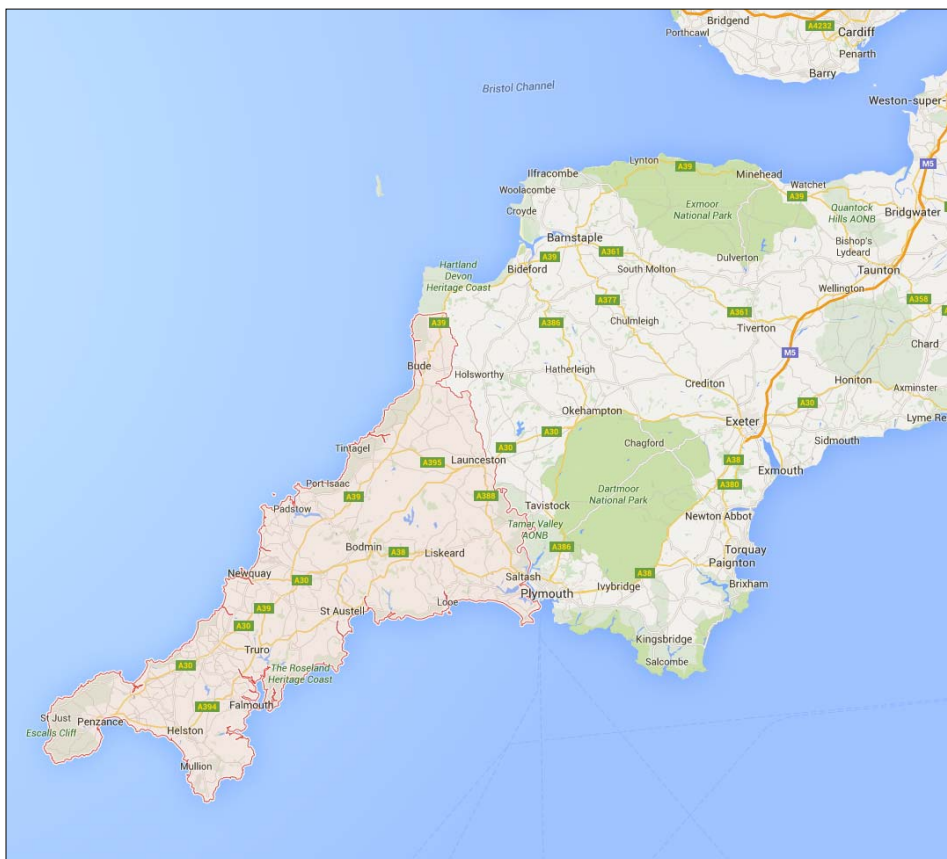 Bridgend
Porthcawl
A4232
Cardiff
Penarth
Barry
Bristol Channel
Weston-super-
M5
Lynton
A39
Minehead
Ilfracombe
Woolacombe
Watchet
A39
Croyde
Exmoor
National Park
Quantock
Hills AONB
Bridgwater
Barnstaple
A361
Bishop's
Lydeard
A39
Dulverton
Hartland
Devon
Heritage Coast
Bideford
South Molton
Taunton
Wellington
A377
A358
A361
A39
A386
Chulmleigh
Tiverton
Chard
M5
Bude
Holsworthy
Hatherleigh
Crediton
Honiton
Axminster
A30
Okehampton
Exeter
Lyme Re
A30
Chagford
Sidmouth
Tintagel
A30
A395
Launceston
A38
Exmouth
Port Isaac
A380
A39
A388
Dartmoor
National Park
Padstow
Tavistock
Newton Abbot
Tamar Valley
AONB
Bodmin
A38
Liskeard
A386
Torquay
Paignton
Newquay
A30
Saltash
A38
Ivybridge
Brixham
Plymouth
Looe
A39
St Austell
A30
Kingsbridge
Truro
Salcombe
A30
The Roseland
Heritage Coast
A394
Falmouth
St Just
Penzance
Escalls Cliff
Helston
Mullion